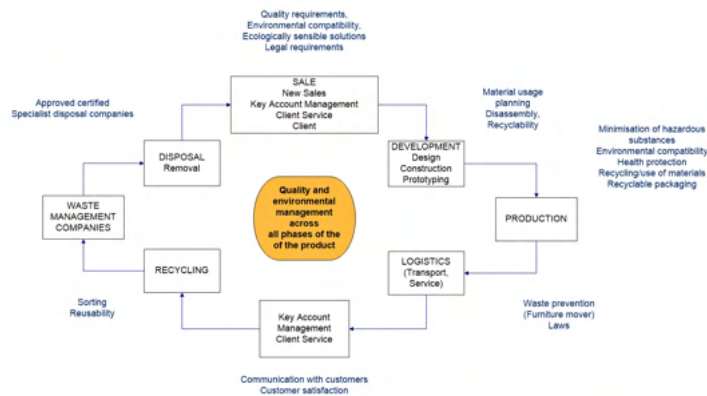 Quality requirements,
Environmental compatibility,
Ecologically sensible solutions
Legal requirements
SALE
New Sales
Key Account Management
Client Service
Client
Approved certified
Specialist disposal companies
Material usage
planning
Disassembly,
Recyclability
DISPOSAL
Removal
DEVELOPMENT
Design
Construction
Prototyping
Minimisation of hazardous
substances
Environmental compatibility
Health protection
Recycling/use of materials
Recyclable packaging
Quality and
environmental
management
across
all phases of the
of the product
WASTE
MANAGEMENT
COMPANIES
PRODUCTION
RECYCLING
LOGISTICS
(Transport,
Service)
Sorting
Reusability
Key Account
Management
Client Service
Waste prevention
(Furniture mover)
Laws
Communication with customers
Customer satisfaction